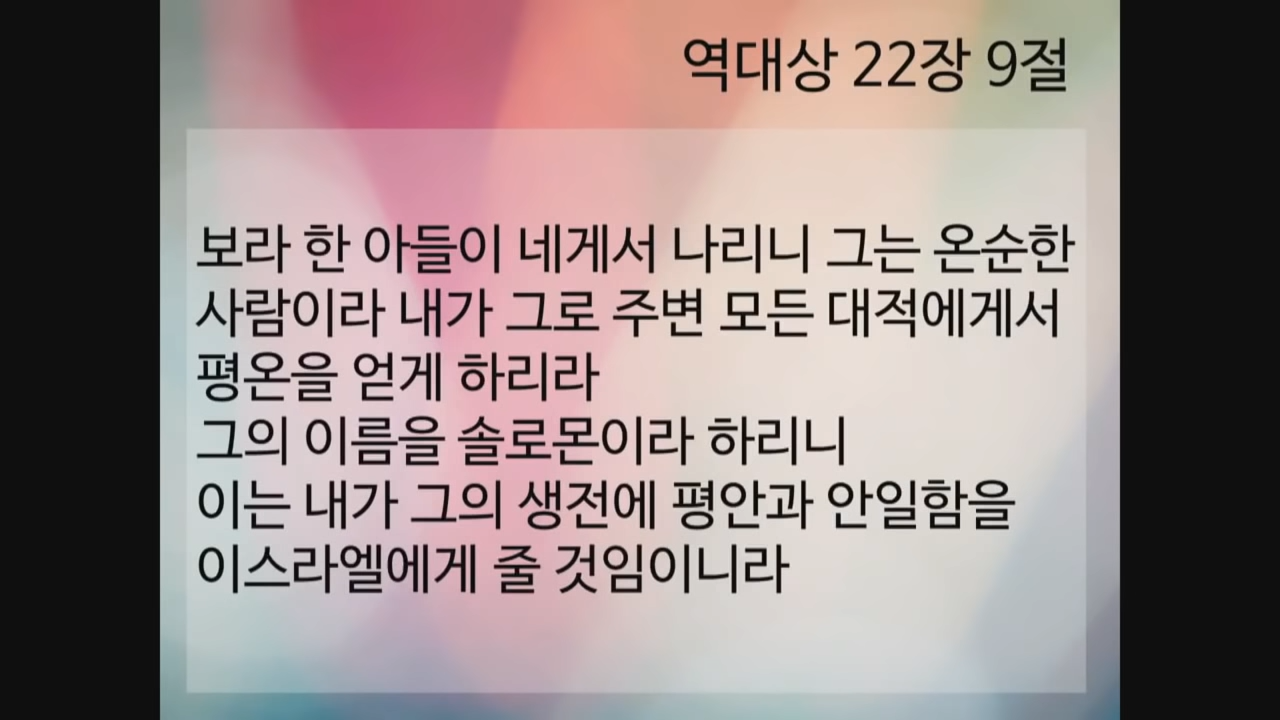 역대상 22장 9절
보라 한 아들이 네게서 나리니 그는 온순한
사람이라 내가 그로 주변 모든 대적에게서
평온을 얻게 하리라
그의 이름을 솔로몬이라 하리니
이는 내가 그의 생전에 평안과 안일함을
이스라엘에게 줄 것임이니라